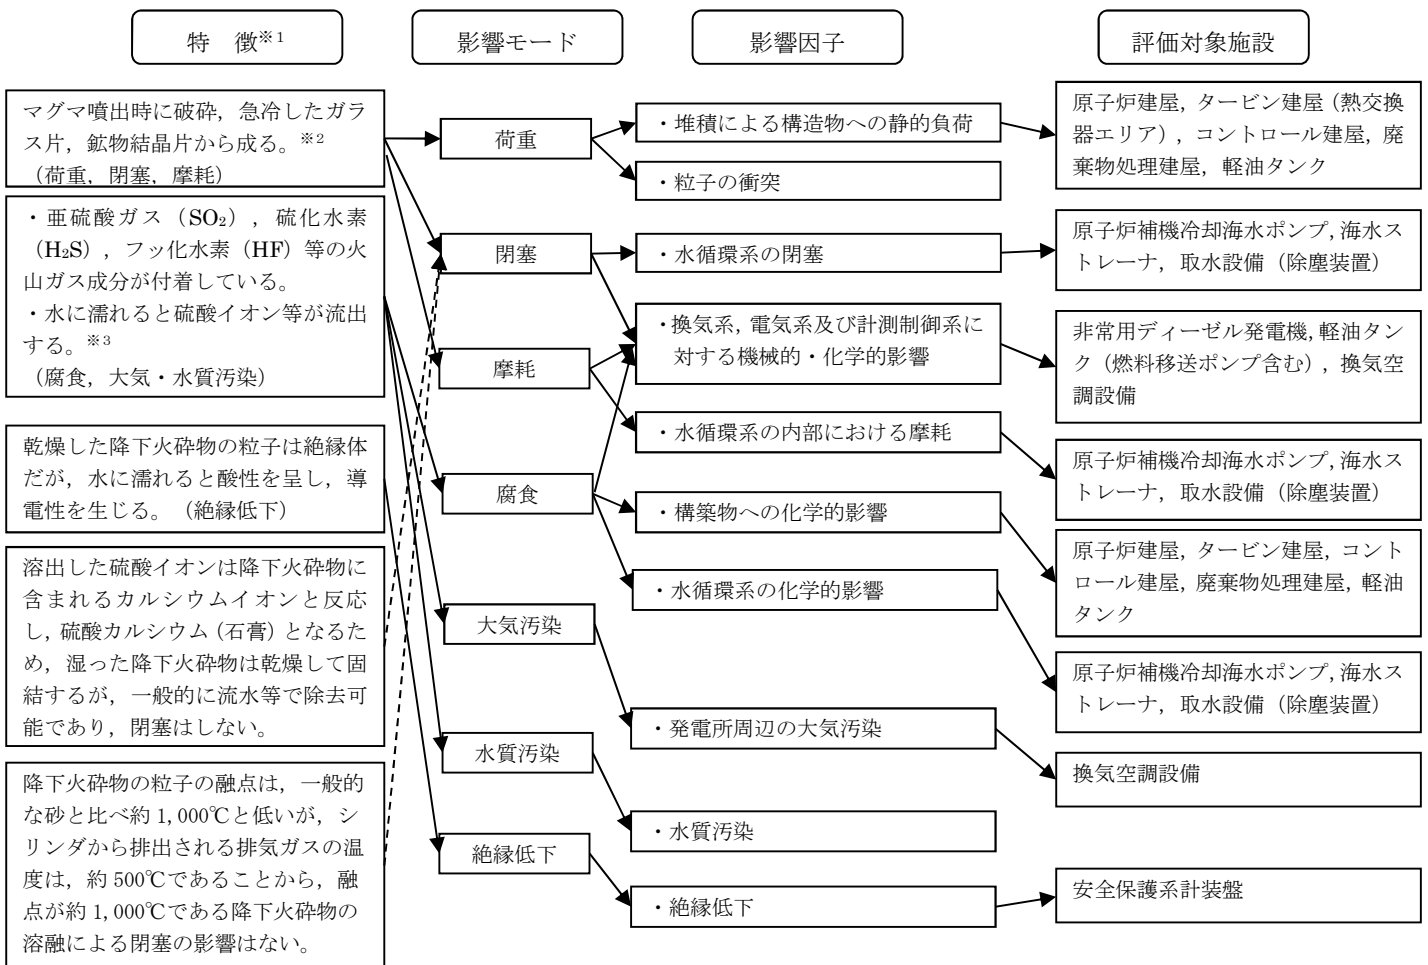 特　徴※1
影響モード
影響因子
評価対象施設
マグマ噴出時に破砕，急冷したガラ
ス片，鉱物結晶片から成る。※2
（荷重，閉塞，摩耗）
・亜硫酸ガス（SO₂），硫化水素
（H₂S），フッ化水素（HF）等の火
山ガス成分が付着している。
・水に濡れると硫酸イオン等が流出
する。※3
（腐食，大気・水質汚染）
乾燥した降下火砕物の粒子は絶縁体
だが，水に濡れると酸性を呈し，導
電性を生じる。（絶縁低下）
溶出した硫酸イオンは降下火砕物に
含まれるカルシウムイオンと反応
し，硫酸カルシウム（石膏）となるた
め，湿った降下火砕物は乾燥して固
結するが，一般的に流水等で除去可
能であり，閉塞はしない。
降下火砕物の粒子の融点は，一般的
な砂と比べ約 1,000℃と低いが，シ
リンダから排出される排気ガスの温
度は，約 500℃であることから，融
点が約 1,000℃である降下火砕物の
溶融による閉塞の影響はない。
荷重
閉塞
摩耗
腐食
大気汚染
水質汚染
絶縁低下
・堆積による構造物への静的負荷
・粒子の衝突
・水循環系の閉塞
・換気系，電気系及び計測制御系に
対する機械的・化学的影響
・水循環系の内部における摩耗
・構築物への化学的影響
・水循環系の化学的影響
・発電所周辺の大気汚染
・水質汚染
・絶縁低下
原子炉建屋，タービン建屋（熱交換
器エリア），コントロール建屋，廃
棄物処理建屋，軽油タンク
原子炉補機冷却海水ポンプ，海水ス
トレーナ，取水設備（除塵装置）
非常用ディーゼル発電機，軽油タン
ク（燃料移送ポンプ含む），換気空
調設備
原子炉補機冷却海水ポンプ，海水ス
トレーナ，取水設備（除塵装置）
原子炉建屋，タービン建屋，コント
ロール建屋，廃棄物処理建屋，軽油
タンク
原子炉補機冷却海水ポンプ，海水ス
トレーナ，取水設備（除塵装置）
換気空調設備
安全保護系計装盤